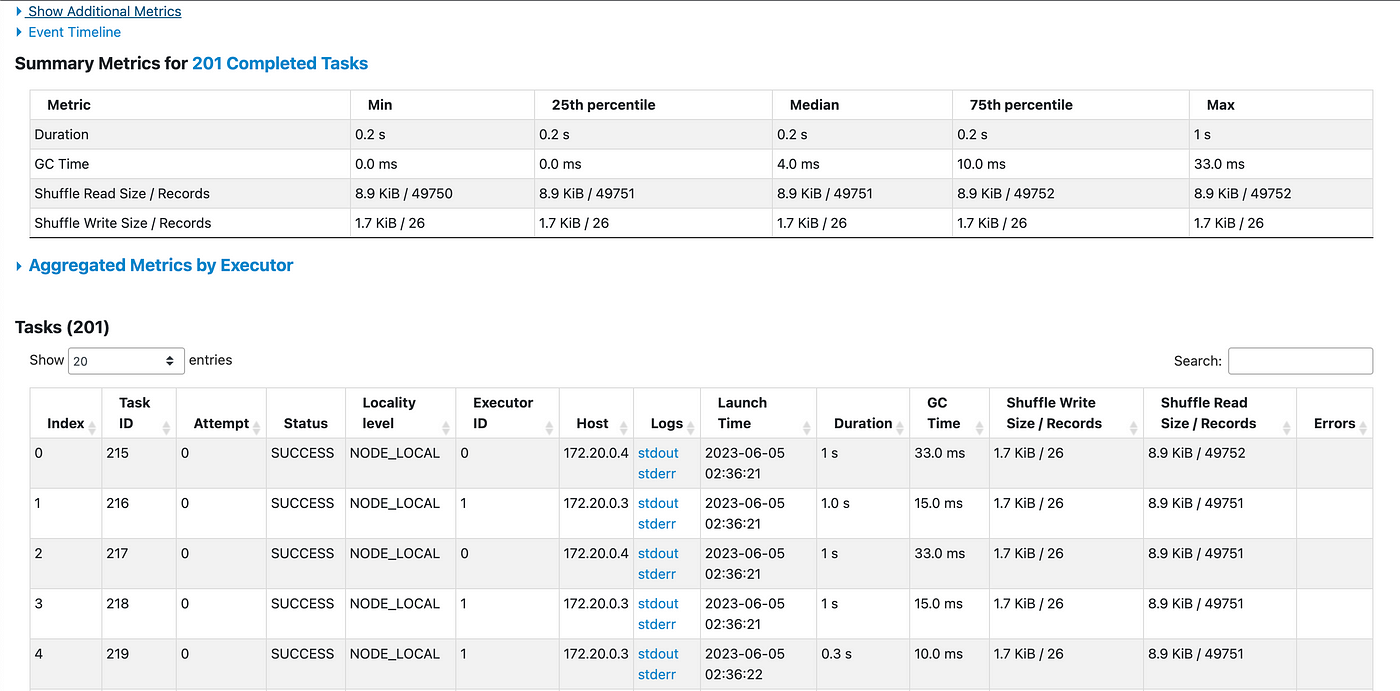 Show Additional Metrics
Event Timeline
Summary Metrics for 201 Completed Tasks
Metric Min 25th percentile Median 75th percentile Max
Duration 0.2 s 0.2 s 0.2 s 0.2 s 1 s
GC Time 0.0 ms 0.0 ms 4.0 ms 10.0 ms 33.0 ms
Shuffle Read Size / Records 8.9 KiB / 49750 8.9 KiB / 49751 8.9 KiB / 49751 8.9 KiB / 49752 8.9 KiB / 49752
Shuffle Write Size / Records 1.7 KiB / 26 1.7 KiB / 26 1.7 KiB / 26 1.7 KiB / 26 1.7 KiB / 26
Aggregated Metrics by Executor
Tasks (201)
Show 20 entries Search:
Task Locality Executor Launch GC Shuffle Write Shuffle Read
Index ID Attempt Status level ID Host Logs Time Duration Time Size / Records Size / Records Errors
0 215 0 SUCCESS NODE_LOCAL 0 172.20.0.4 stdout 2023-06-05 1 s 33.0 ms 1.7 KiB / 26 8.9 KiB / 49752
stderr 02:36:21
1 216 0 SUCCESS NODE_LOCAL 1 172.20.0.3 stdout 2023-06-05 1.0 s 15.0 ms 1.7 KiB / 26 8.9 KiB / 49751
stderr 02:36:21
2 217 0 SUCCESS NODE_LOCAL 0 172.20.0.4 stdout 2023-06-05 1 s 33.0 ms 1.7 KiB / 26 8.9 KiB / 49751
stderr 02:36:21
3 218 0 SUCCESS NODE_LOCAL 1 172.20.0.3 stdout 2023-06-05 1 s 15.0 ms 1.7 KiB / 26 8.9 KiB / 49751
stderr 02:36:21
4 219 0 SUCCESS NODE_LOCAL 1 172.20.0.3 stdout 2023-06-05 0.3 s 10.0 ms 1.7 KiB / 26 8.9 KiB / 49751
stderr 02:36:22